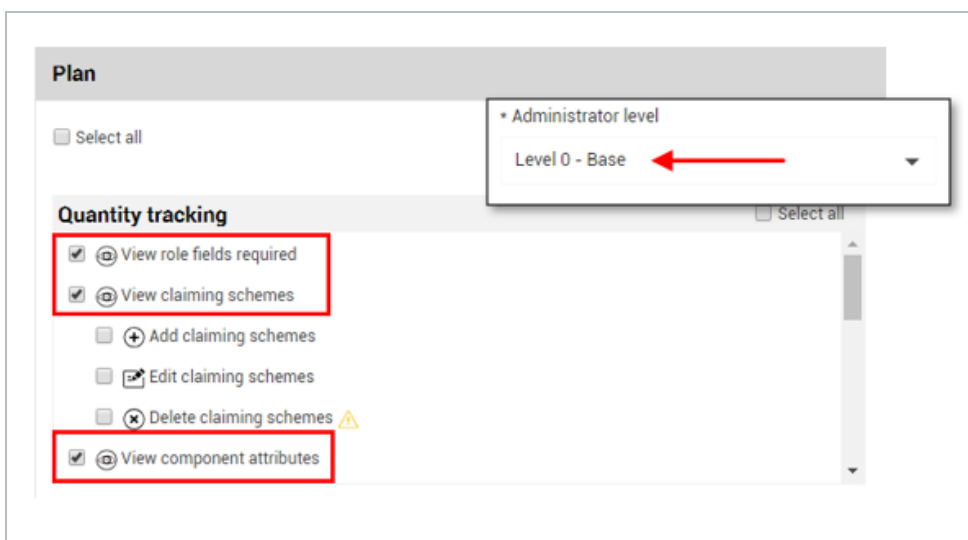 Plan
* Administrator level
Select all
Level 0 - Base
Quantity tracking
Select all
View role fields required
View claiming schemes
Add claiming schemes
Edit claiming schemes
Delete claiming schemes
View component attributes